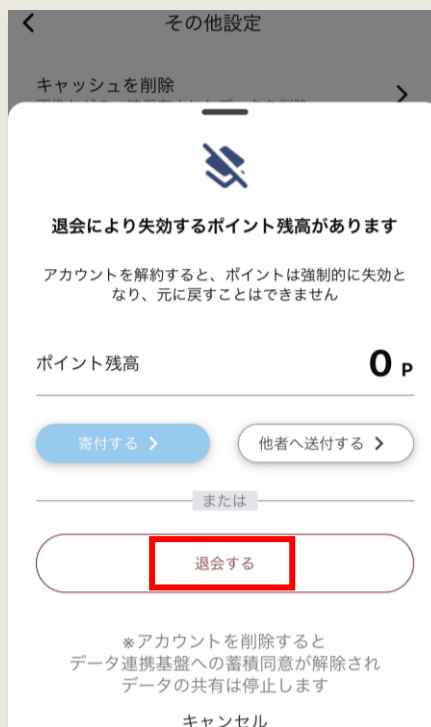 その他設定
キャッシュを削除
退会により失効するポイント残高があります
アカウントを解約すると、ポイントは強制的に失効と
なり、元に戻すことはできません
ポイント残高
0 P
寄付する
他者へ送付する
または
退会する
※アカウントを削除すると
データ連携基盤への蓄積同意が解除され
データの共有は停止します
キャンセル